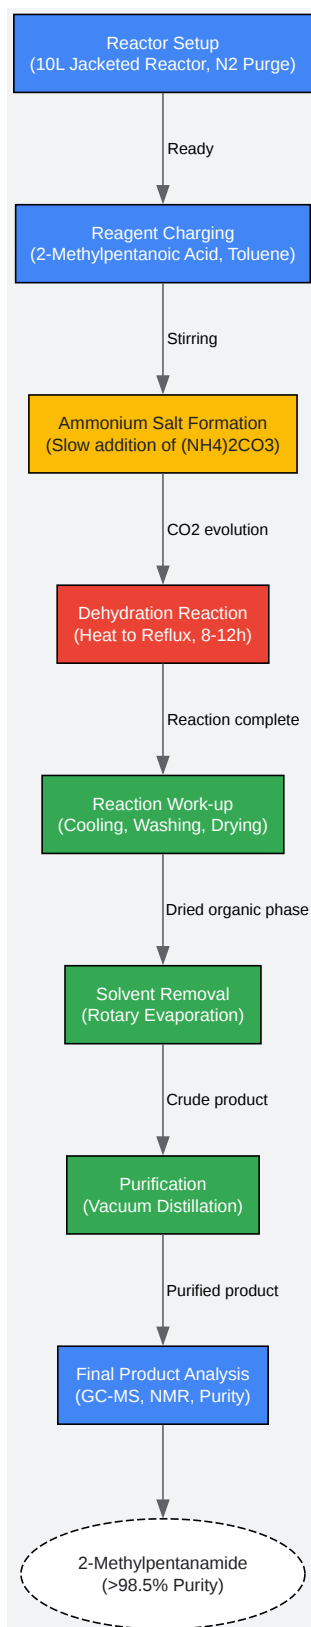 Reactor Setup
(10L Jacketed Reactor, N2 Purge)
Ready
Reagent Charging
(2-Methylpentanoic Acid, Toluene)
Stirring
Ammonium Salt Formation
(Slow addition of (NH4)2CO3)
CO2 evolution
Dehydration Reaction
(Heat to Reflux, 8-12h)
Reaction complete
Reaction Work-up
(Cooling, Washing, Drying)
Dried organic phase
Solvent Removal
(Rotary Evaporation)
Crude product
Purification
(Vacuum Distillation)
Purified product
Final Product Analysis
(GC-MS, NMR, Purity)
2-Methylpentanamide
(>98.5% Purity)